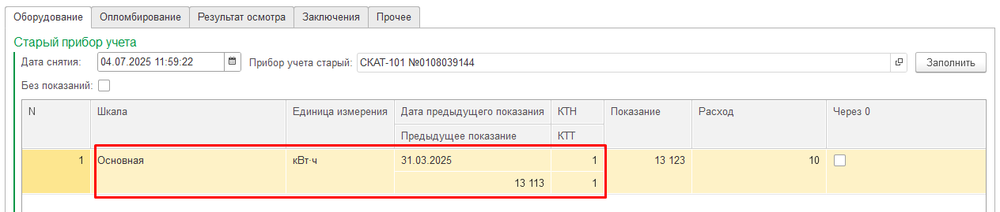 Оборудование Опломбирование Результат осмотра Заключения Прочее
Старый прибор учета
Дата снятия: 04.07.2025 11:59:22 Прибор учета старый: СКАТ-101 №0108039144 Заполнить
Без показаний:
N Шкала Единица измерения Дата предыдущего показания КТН Показание Расход Через 0
Предыдущее показание КТТ
1 Основная кВт·ч 31.03.2025 1 13 123 10
13 113 1